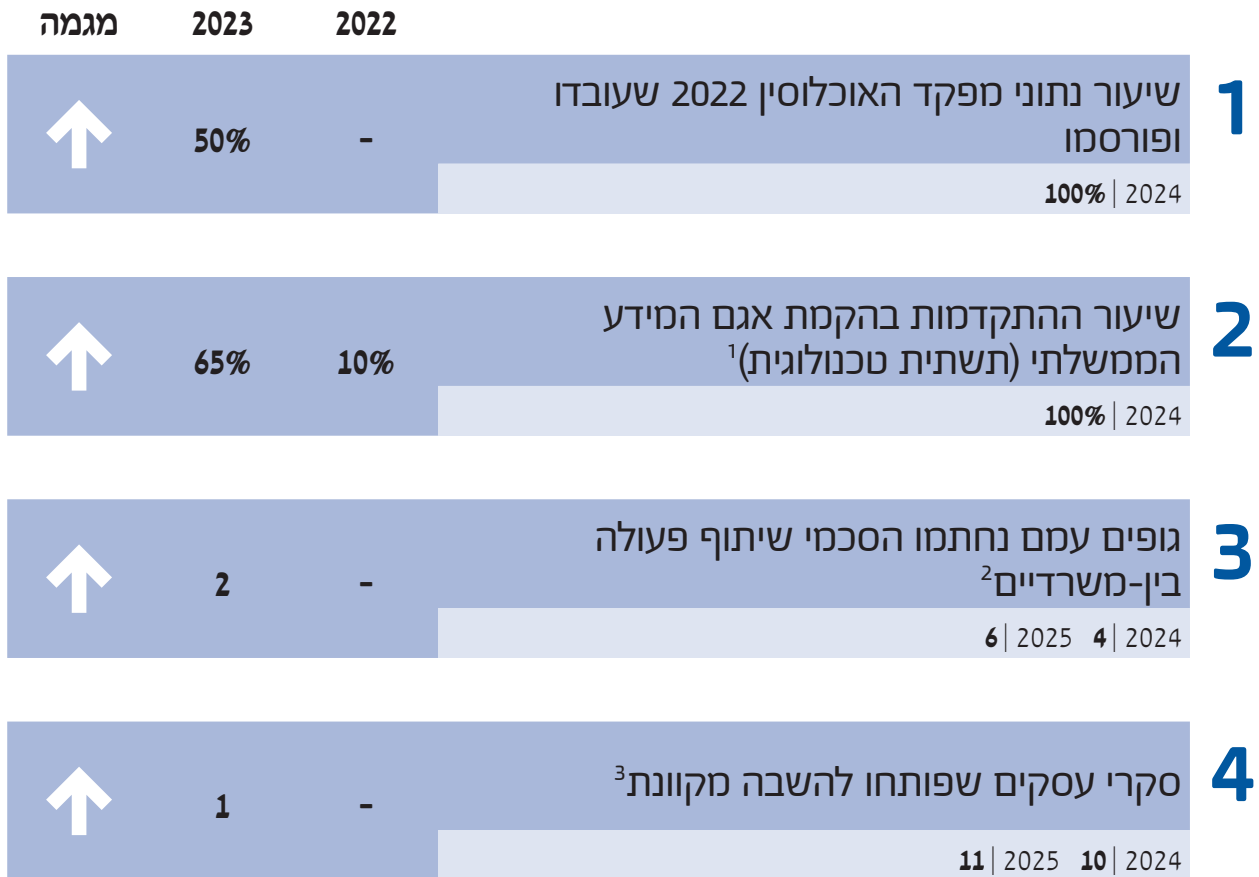 2022 2023 מגמה
1
שיעור נתוני מפקד האוכלוסין 2022 שעובדו
ופורסמו
- 50%
2024 | 100%
2
שיעור ההתקדמות בהקמת אגם המידע
הממשלתי (תשתית טכנולוגית)¹
10% 65%
2024 | 100%
3
גופים עמם נחתמו הסכמי שיתוף פעולה
בין-משרדיים²
- 2
2024 | 4 2025 | 6
4
סקרי עסקים שפותחו להשבה מקוונת³
- 1
2024 | 10 2025 | 11